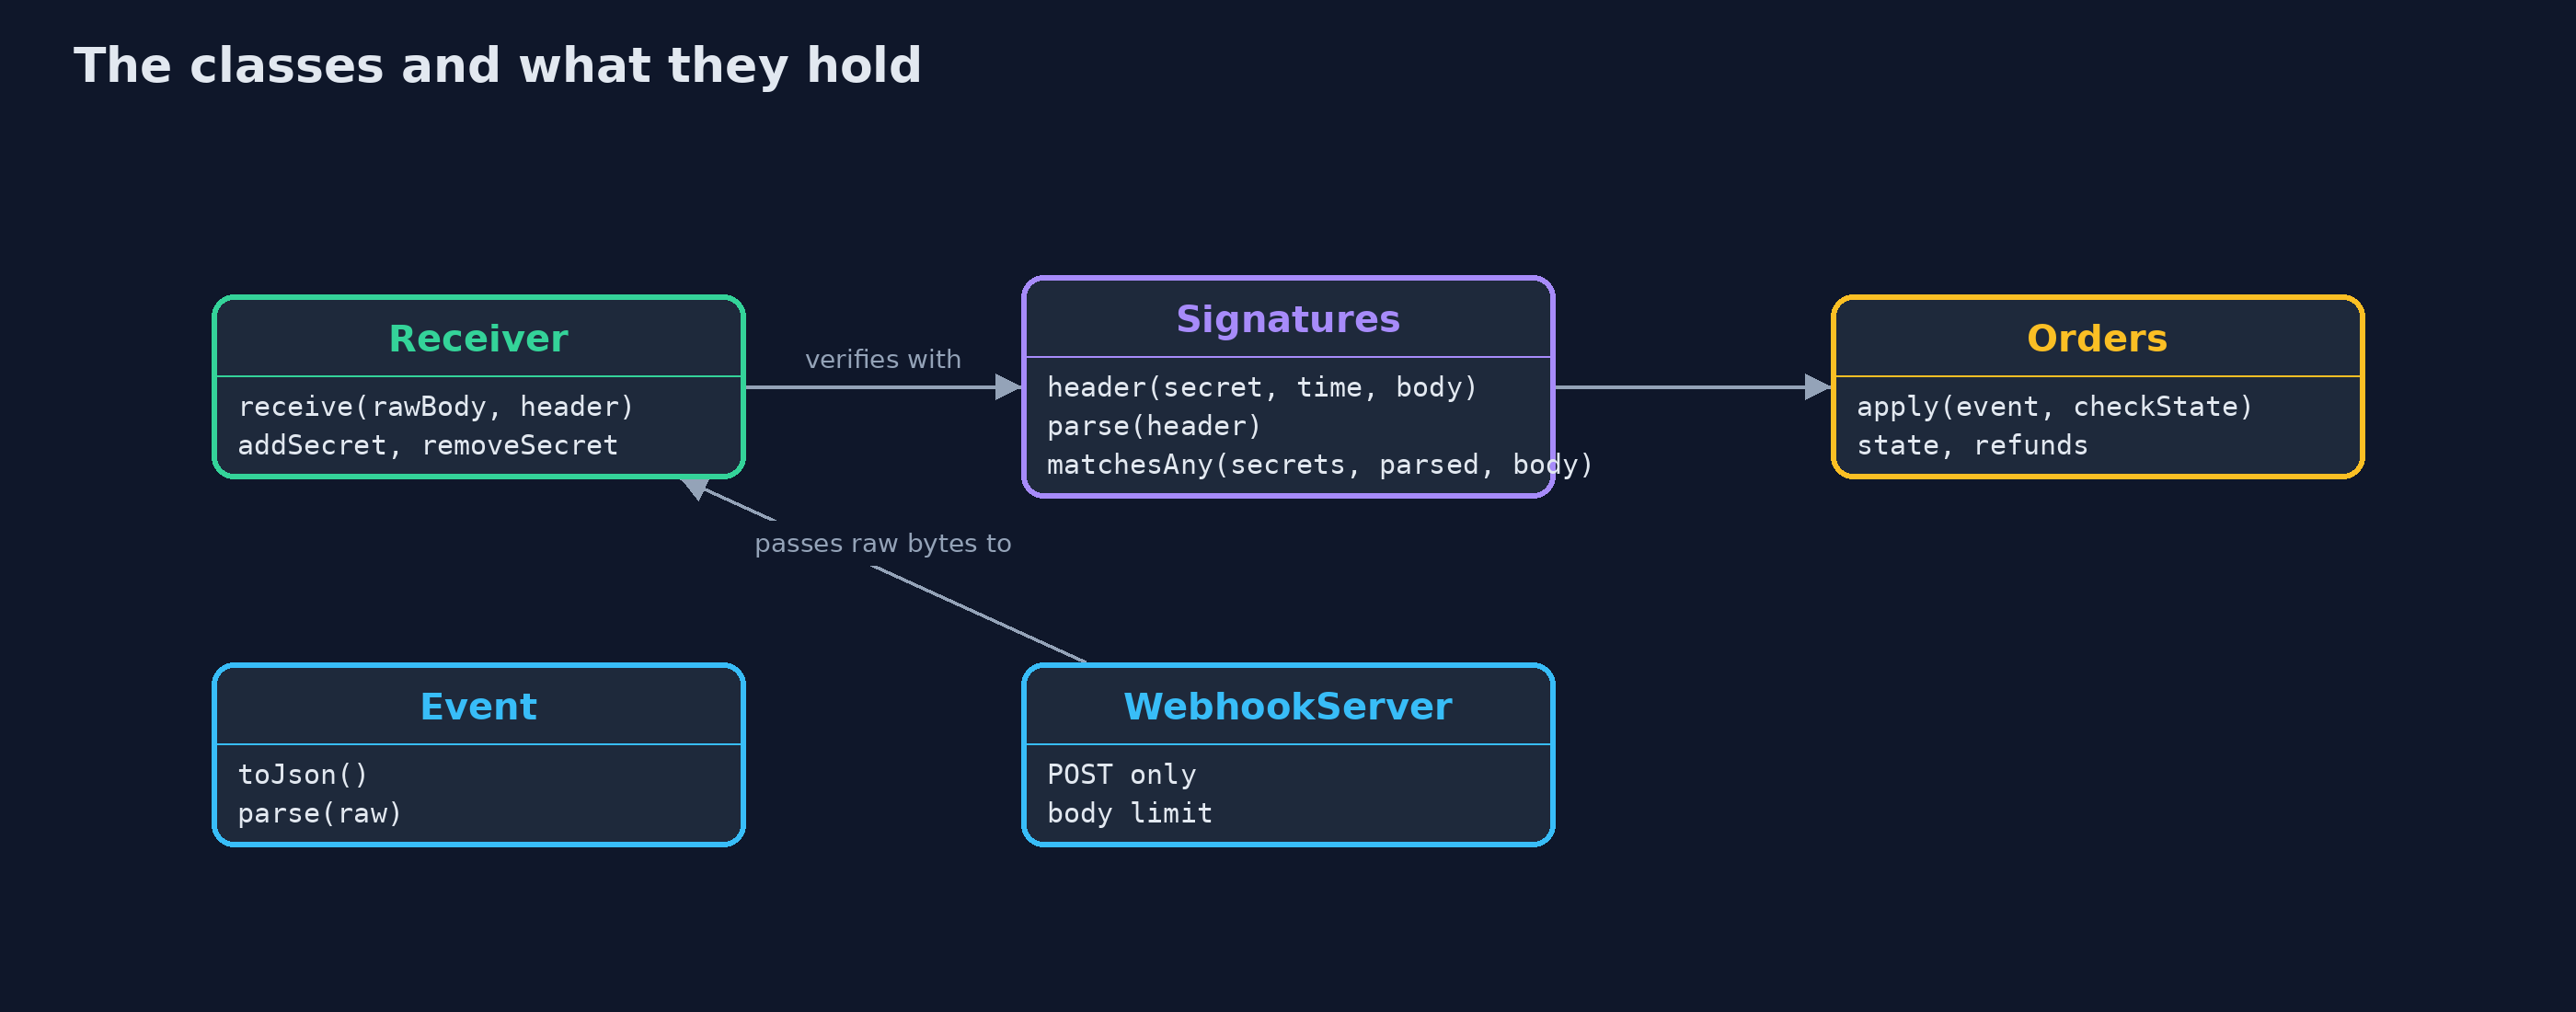 The classes and what they hold
Receiver
receive(rawBody, header)
addSecret, removeSecret
verifies with
Signatures
header(secret, time, body)
parse(header)
matchesAny(secrets, parsed, body)
Orders
apply(event, checkState)
state, refunds
passes raw bytes to
Event
toJson()
parse(raw)
WebhookServer
POST only
body limit